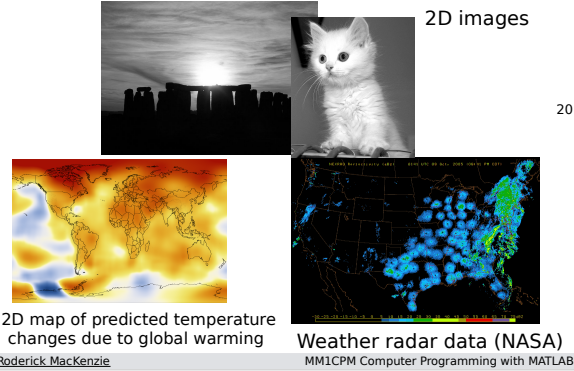 2D images
20
2D map of predicted temperature
changes due to global warming
Weather radar data (NASA)
Roderick MacKenzie
MM1CPM Computer Programming with MATLAB